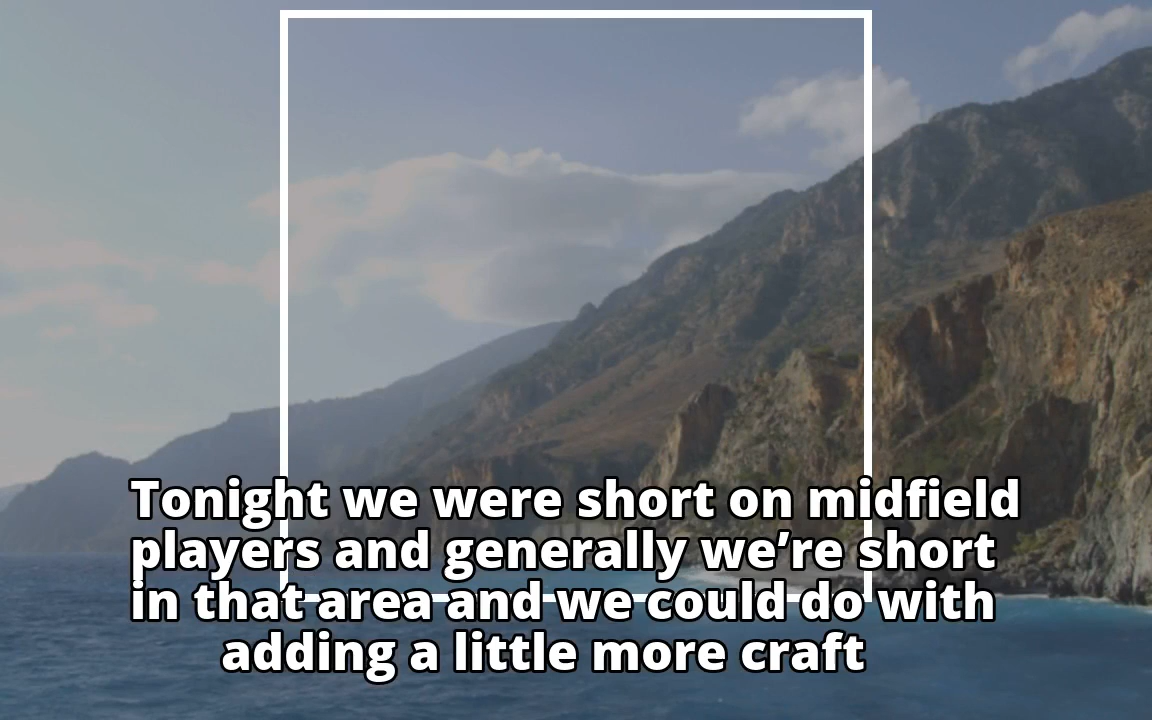 Tonight we were short on midfield
players and generally we’re short
in that area and we could do with
adding a little more craft